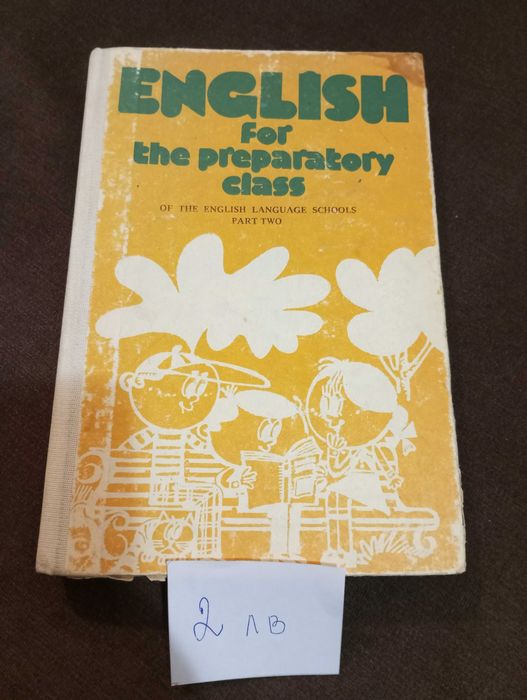 ENGLISH
for
the preparatory
class
OF THE ENGLISH LANGUAGE SCHOOLS
PART TWO
2 лв